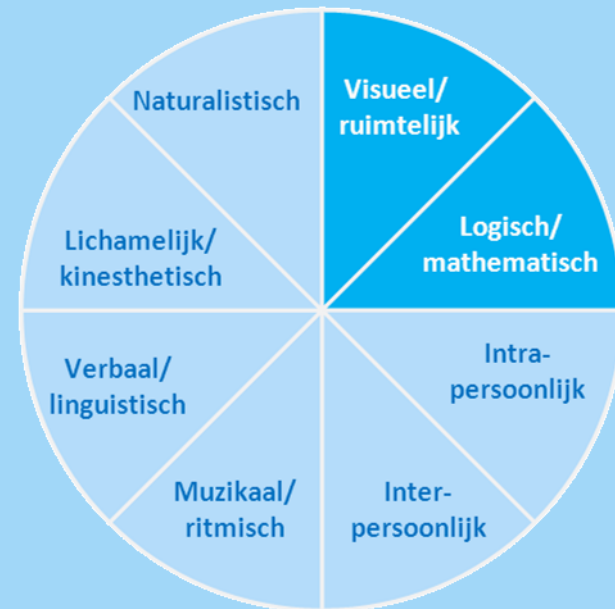 Visueel/
ruimtelijk
Logisch/
mathematisch
Intra-
persoonlijk
Inter-
persoonlijk
Muzikaal/
ritmisch
Verbaal/
linguistisch
Lichamelijk/
kinesthetisch
Naturalistisch